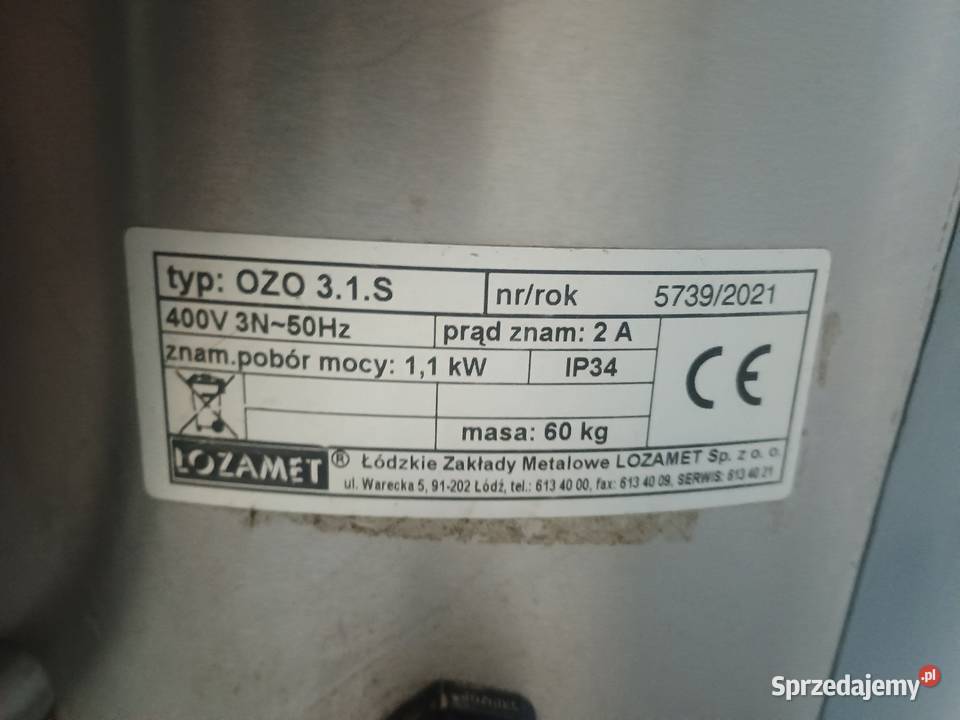 typ: OZO 3.1.S
nr/rok 5739/2021
400V 3N~50Hz
prąd znam: 2 A
znam.pobór mocy: 1,1 kW
IP34
CE
masa: 60 kg
LOZAMET® Łódzkie Zakłady Metalowe LOZAMET Sp. z o. o.
ul. Warecka 5, 91-202 Łódź, tel.: 613 40 00, fax: 613 40 09, SERWIS: 613 40 21
Sprzedajemy.pl